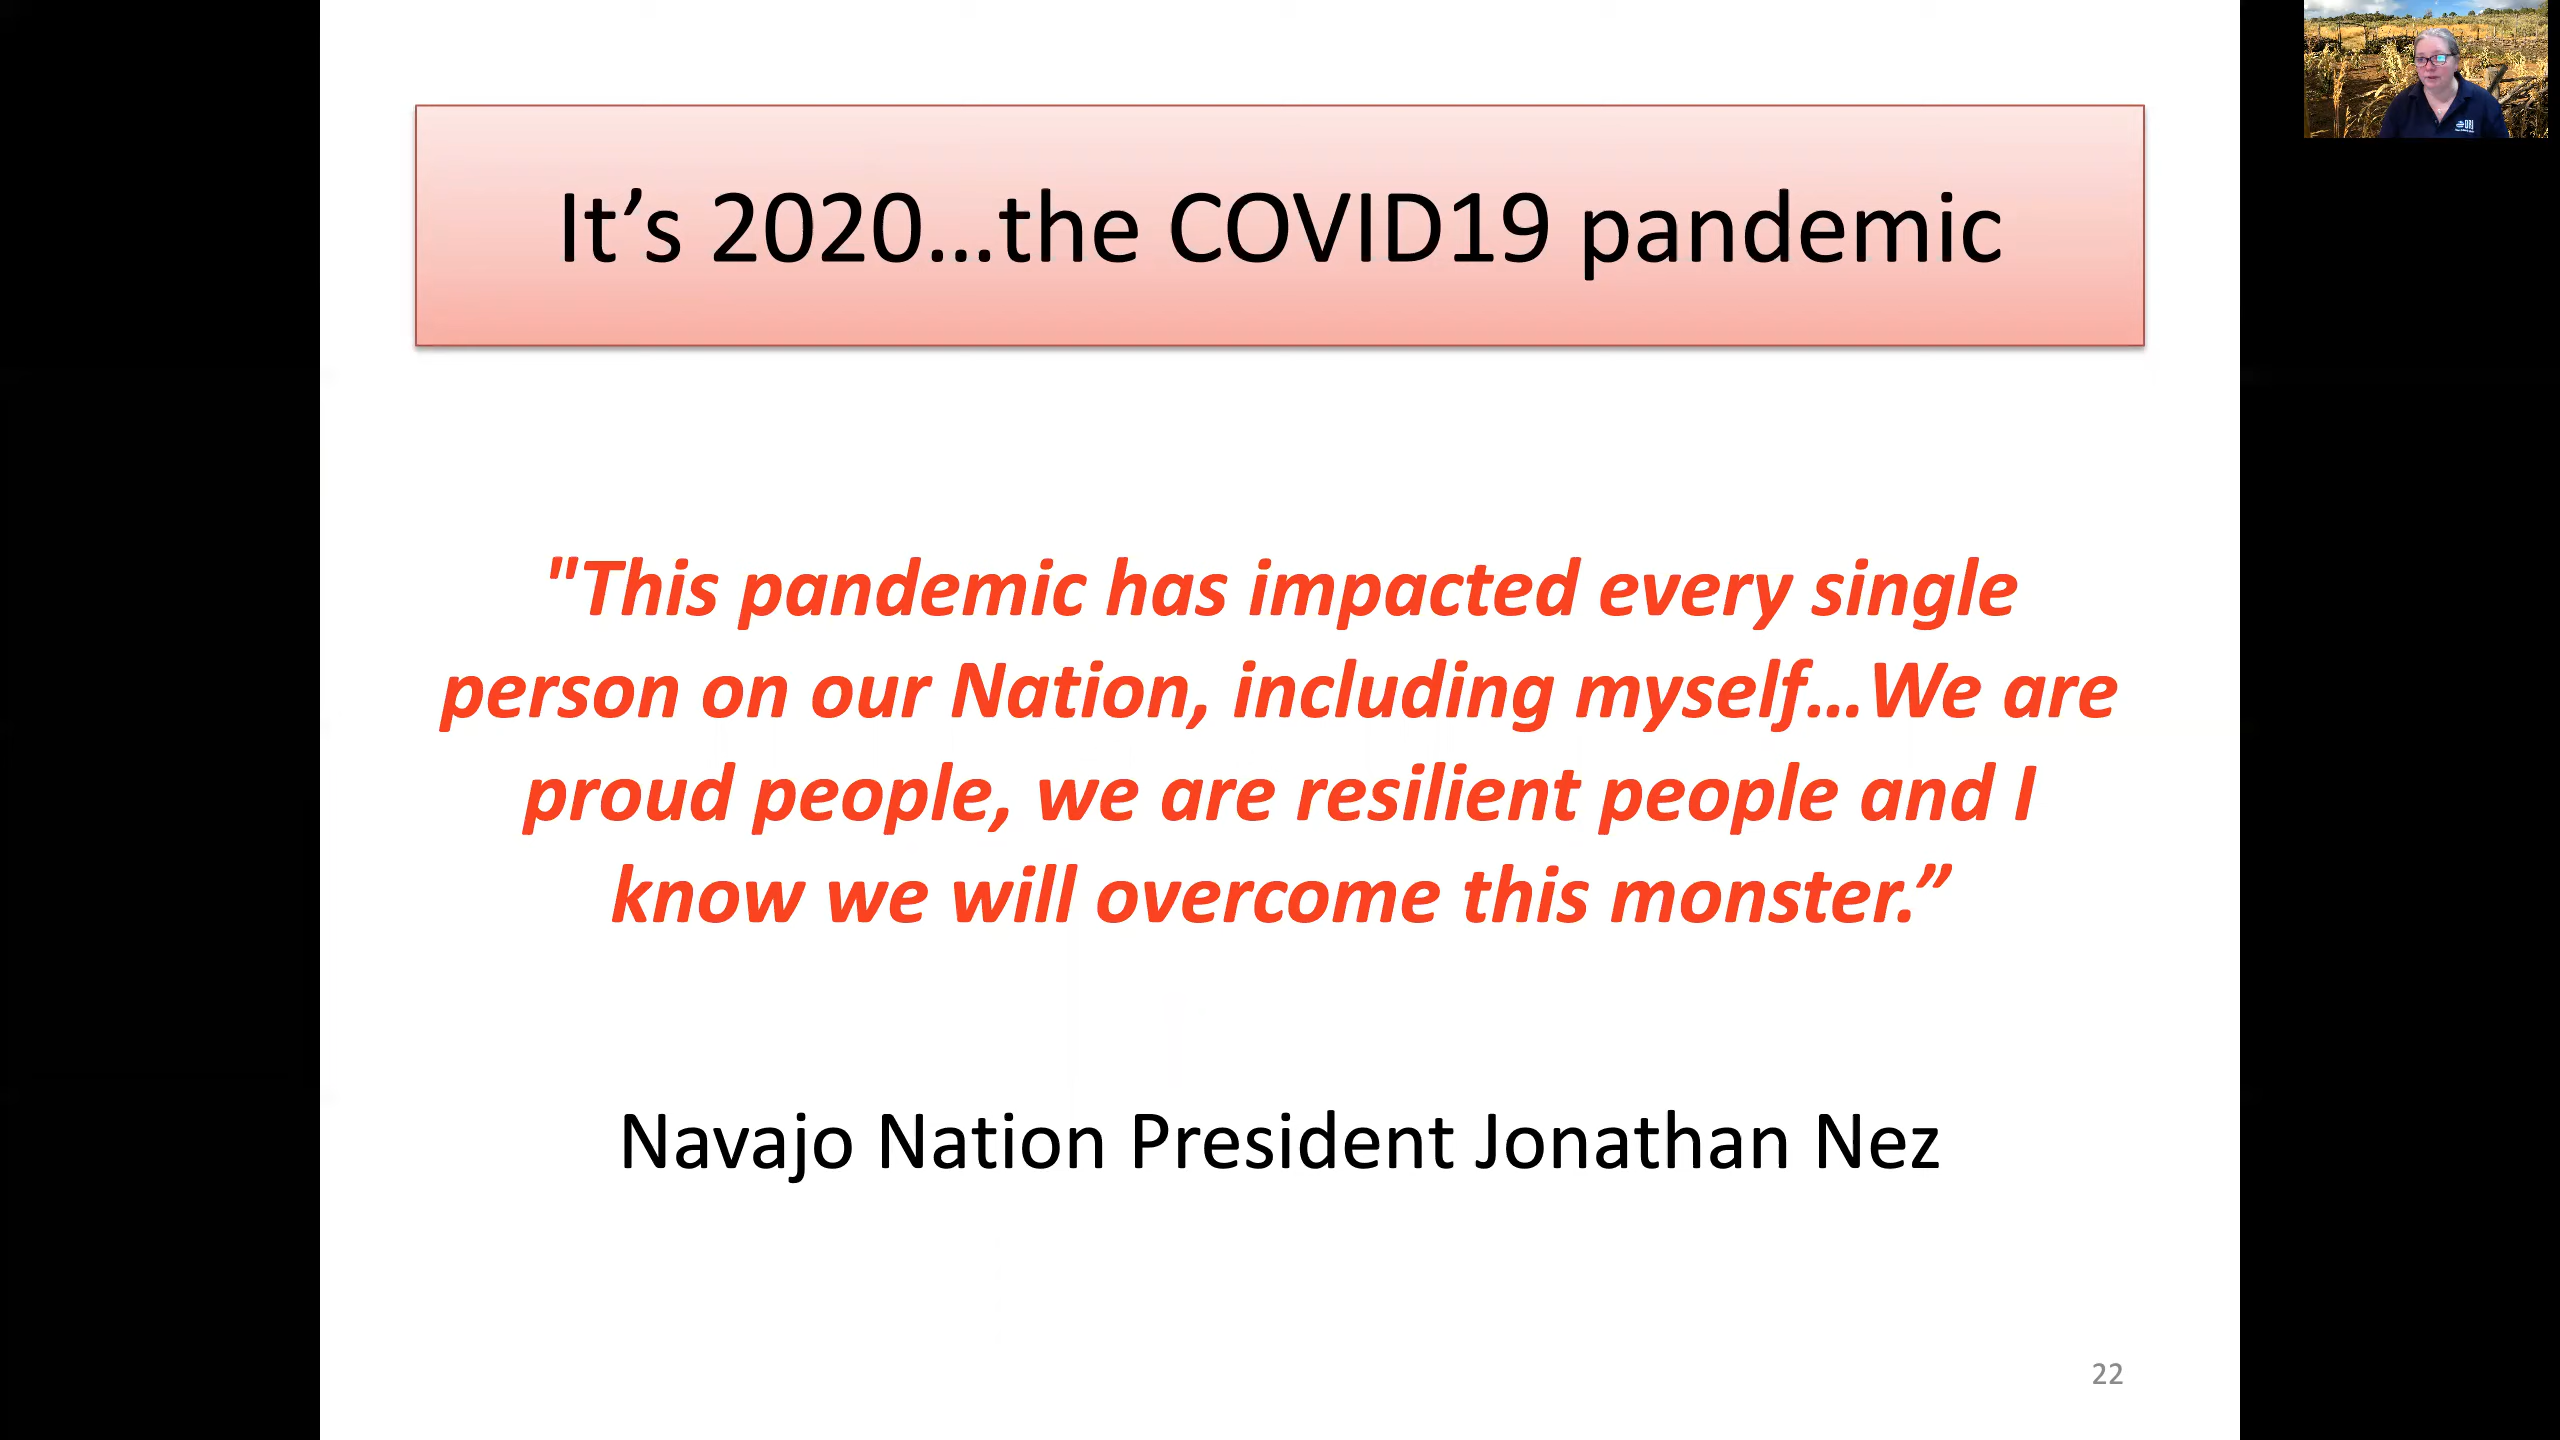 It’s 2020…the COVID19 pandemic
"This pandemic has impacted every single
person on our Nation, including myself…We are
proud people, we are resilient people and I
know we will overcome this monster.”
Navajo Nation President Jonathan Nez
22